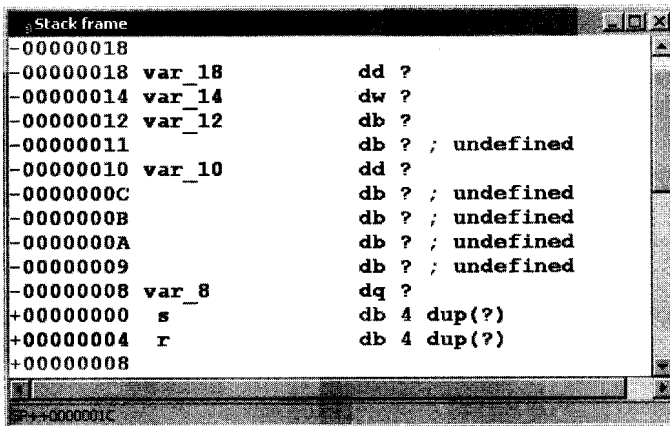 Stack frame
-00000018
-00000018 var_18 dd ?
-00000014 var_14 dw ?
-00000012 var_12 db ?
-00000011 db ? ; undefined
-00000010 var_10 dd ?
-0000000C db ? ; undefined
-0000000B db ? ; undefined
-0000000A db ? ; undefined
-00000009 db ? ; undefined
-00000008 var_8 dq ?
+00000000 s db 4 dup(?)
+00000004 r db 4 dup(?)
+00000008
SP++0000001C